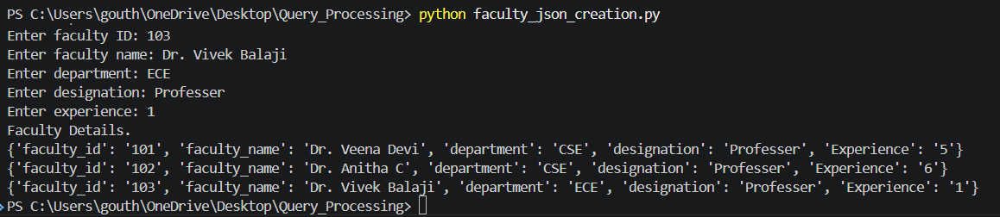 PS C:\Users\gouth\OneDrive\Desktop\Query_Processing> python faculty_json_creation.py
Enter faculty ID: 103
Enter faculty name: Dr. Vivek Balaji
Enter department: ECE
Enter designation: Professer
Enter experience: 1
Faculty Details.
{'faculty_id': '101', 'faculty_name': 'Dr. Veena Devi', 'department': 'CSE', 'designation': 'Professer', 'Experience': '5'}
{'faculty_id': '102', 'faculty_name': 'Dr. Anitha C', 'department': 'CSE', 'designation': 'Professer', 'Experience': '6'}
{'faculty_id': '103', 'faculty_name': 'Dr. Vivek Balaji', 'department': 'ECE', 'designation': 'Professer', 'Experience': '1'}
PS C:\Users\gouth\OneDrive\Desktop\Query_Processing>